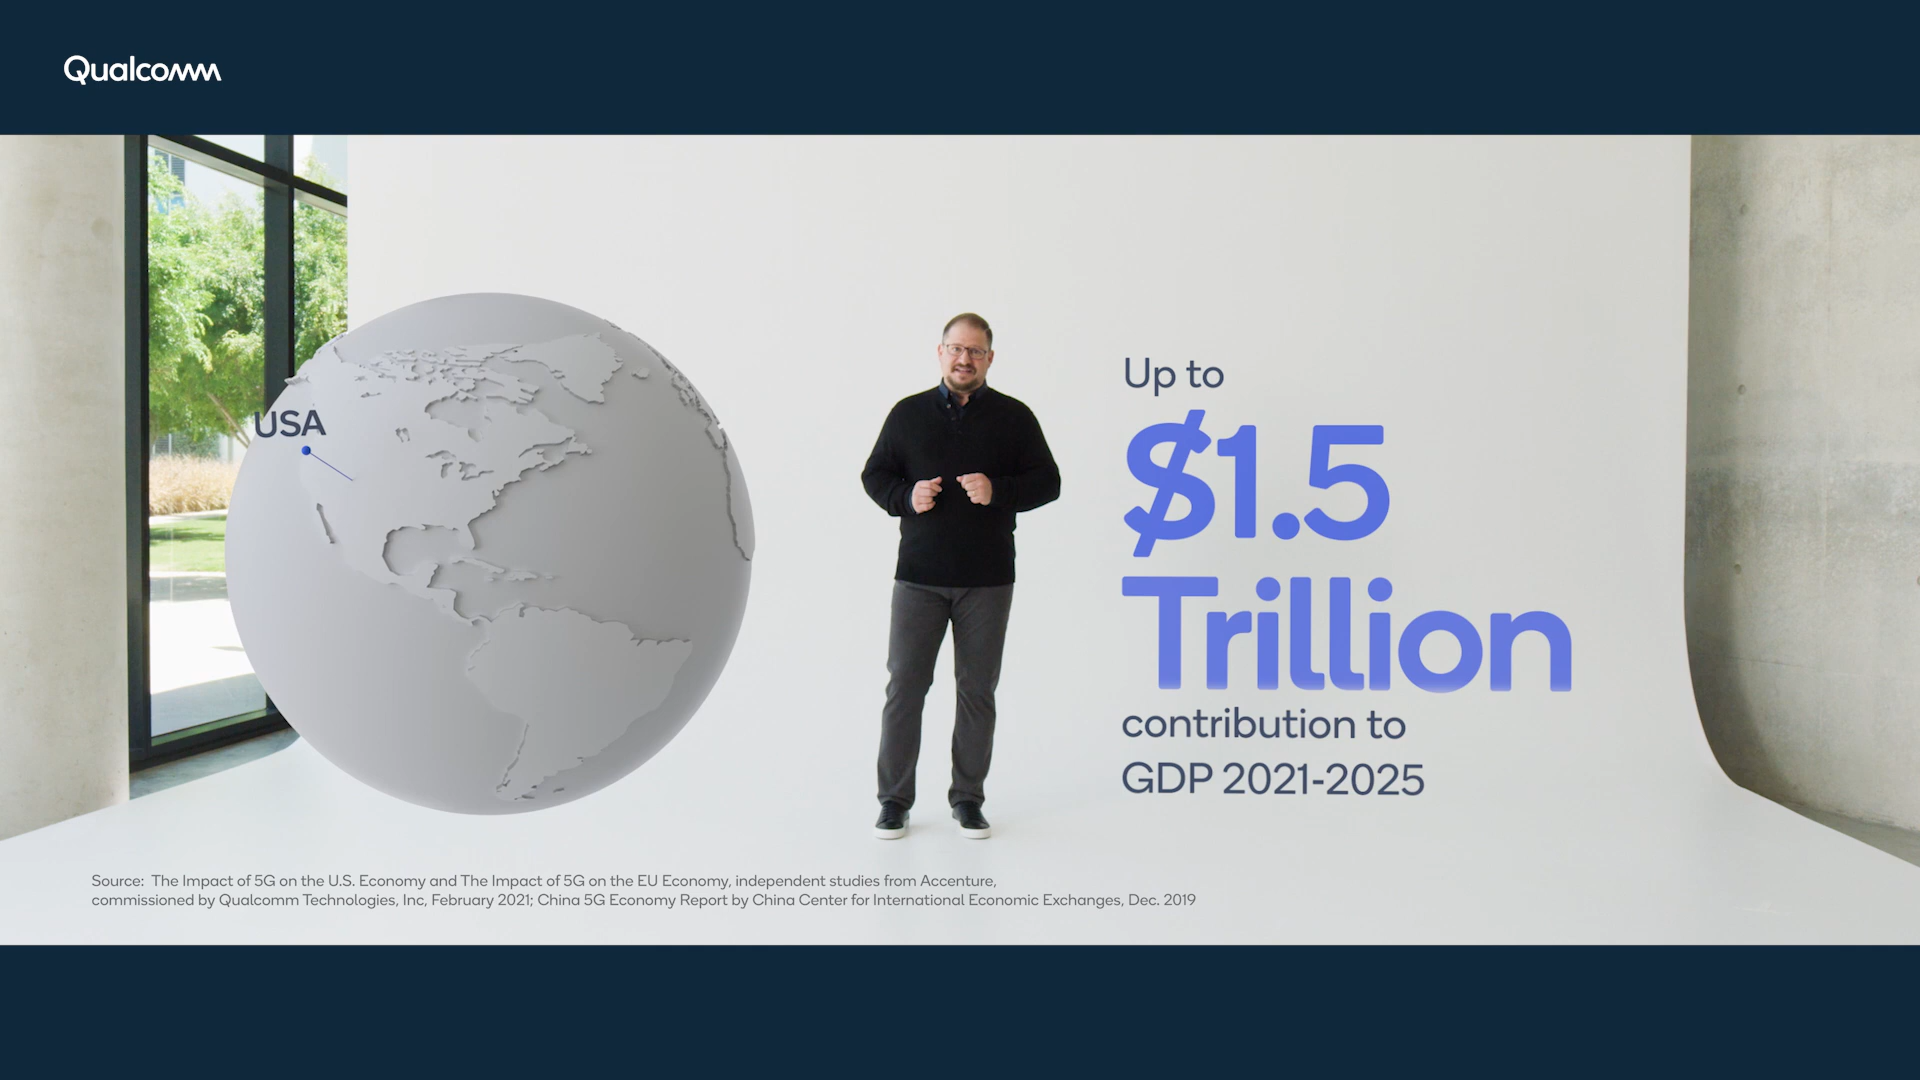 Qualcomm
USA
Up to
$1.5
Trillion
contribution to
GDP 2021-2025
Source: The Impact of 5G on the U.S. Economy and The Impact of 5G on the EU Economy, independent studies from Accenture,
commissioned by Qualcomm Technologies, Inc, February 2021; China 5G Economy Report by China Center for International Economic Exchanges, Dec. 2019